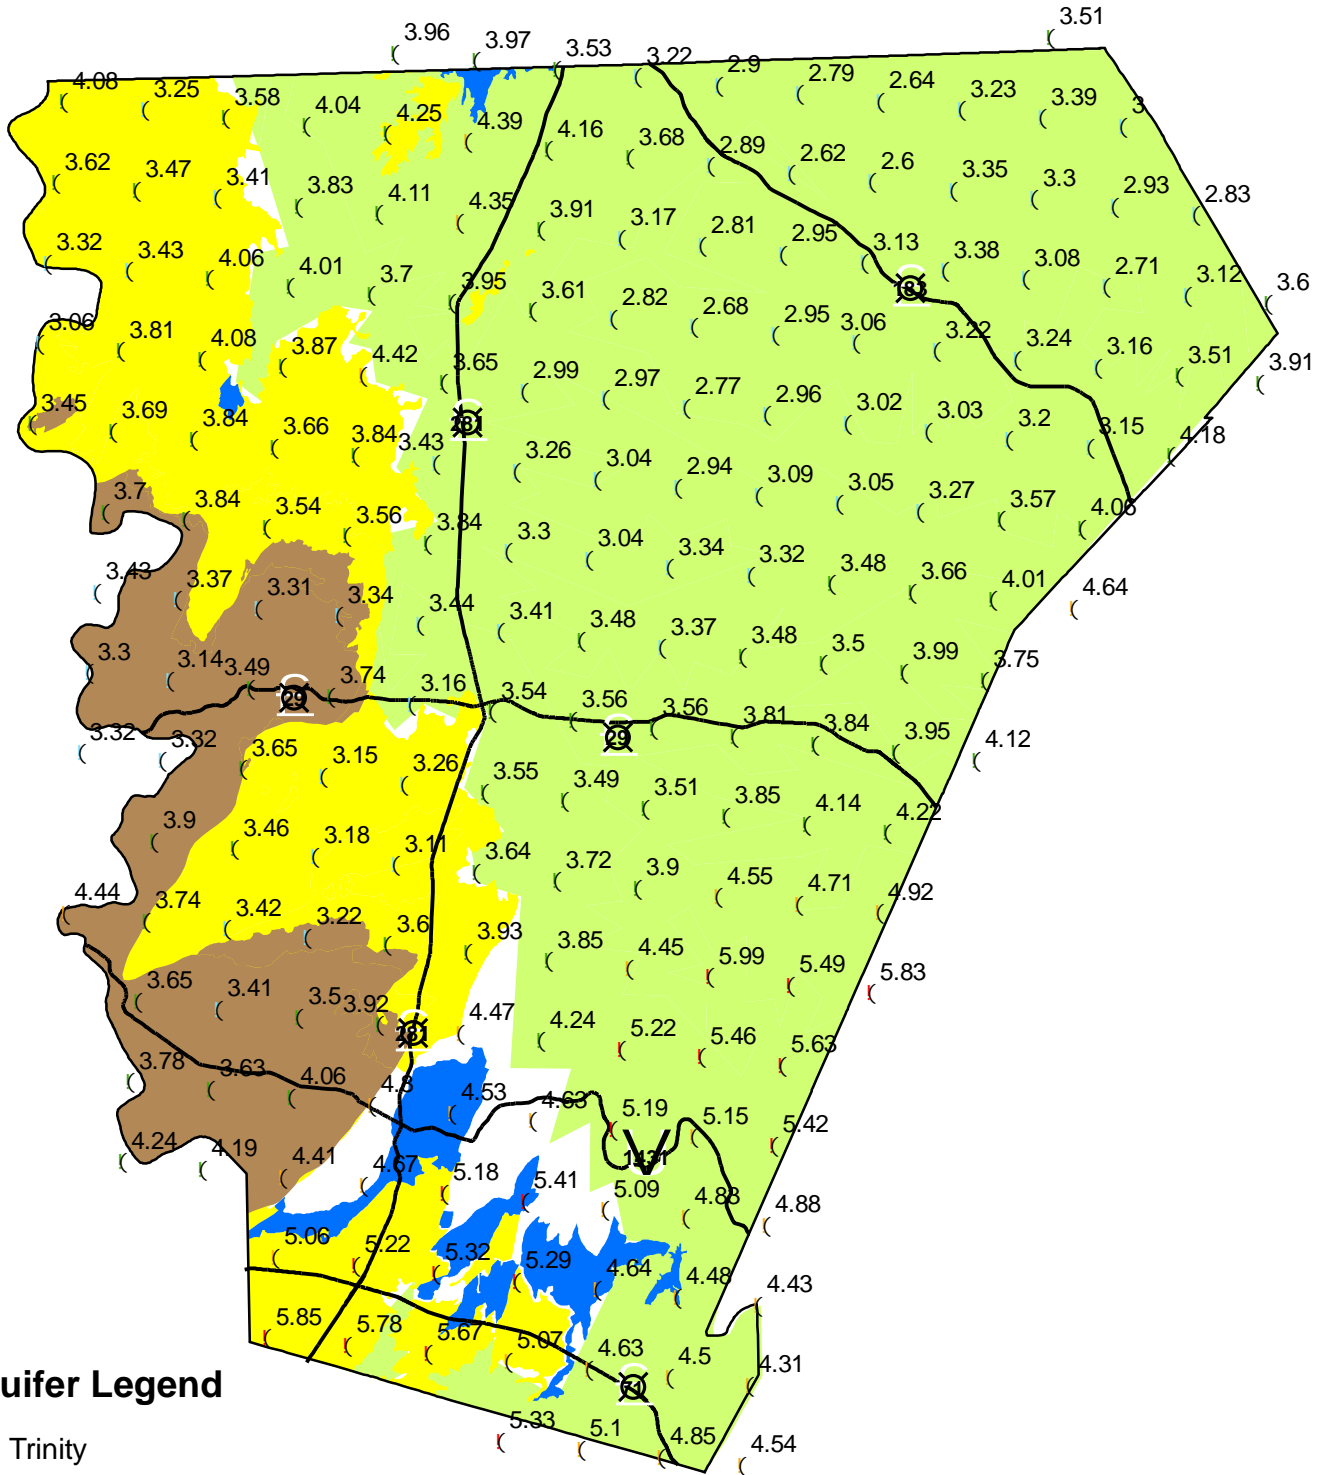 3.96 3.97 3.53 3.22 3.51
4.08 3.25 3.58 4.04 4.25 4.39 4.16 3.68 2.9 2.79 2.64 3.23 3.39 3
3.62 3.47 3.41 3.83 4.11 4.35 3.91 3.17 2.89 2.62 2.6 3.35 3.3 2.93 2.83
3.32 3.43 4.06 4.01 3.7 3.95 3.61 2.82 2.81 2.95 3.13 3.38 3.08 2.71 3.12 3.6
183
3.06 3.81 4.08 3.87 4.42 3.65 2.99 2.97 2.68 2.95 3.06 3.22 3.24 3.16 3.51 3.91
3.45 3.69 3.84 3.66 3.84 3.43 3.26 3.04 2.77 2.96 3.02 3.03 3.2 3.15 4.18
281
3.7 3.84 3.54 3.56 3.84 3.3 3.04 2.94 3.09 3.05 3.27 3.57 4.06
3.43 3.37 3.31 3.34 3.44 3.41 3.48 3.34 3.32 3.48 3.66 4.01 4.64
3.3 3.14 3.49 3.74 3.16 3.54 3.56 3.37 3.48 3.5 3.99 3.75
29
29
3.32 3.32 3.65 3.15 3.26 3.55 3.49 3.56 3.81 3.84 3.95 4.12
3.9 3.46 3.18 3.11 3.64 3.72 3.51 3.85 4.14 4.22
4.44 3.74 3.42 3.22 3.6 3.93 3.85 3.9 4.55 4.71 4.92
3.65 3.41 3.5 3.92 4.47 4.24 4.45 5.99 5.49 5.83
281
3.78 3.63 4.06 4.8 4.53 4.63 5.22 5.46 5.63
4.24 4.19 4.41 4.67 5.18 5.41 5.19 5.15 5.42
1431
5.06 5.22 5.32 5.29 5.09 4.83 4.88
5.85 5.78 5.67 5.07 4.64 4.48 4.43
4.63 4.5 4.31
71
5.33 5.1 4.85 4.54
uifer Legend
Trinity